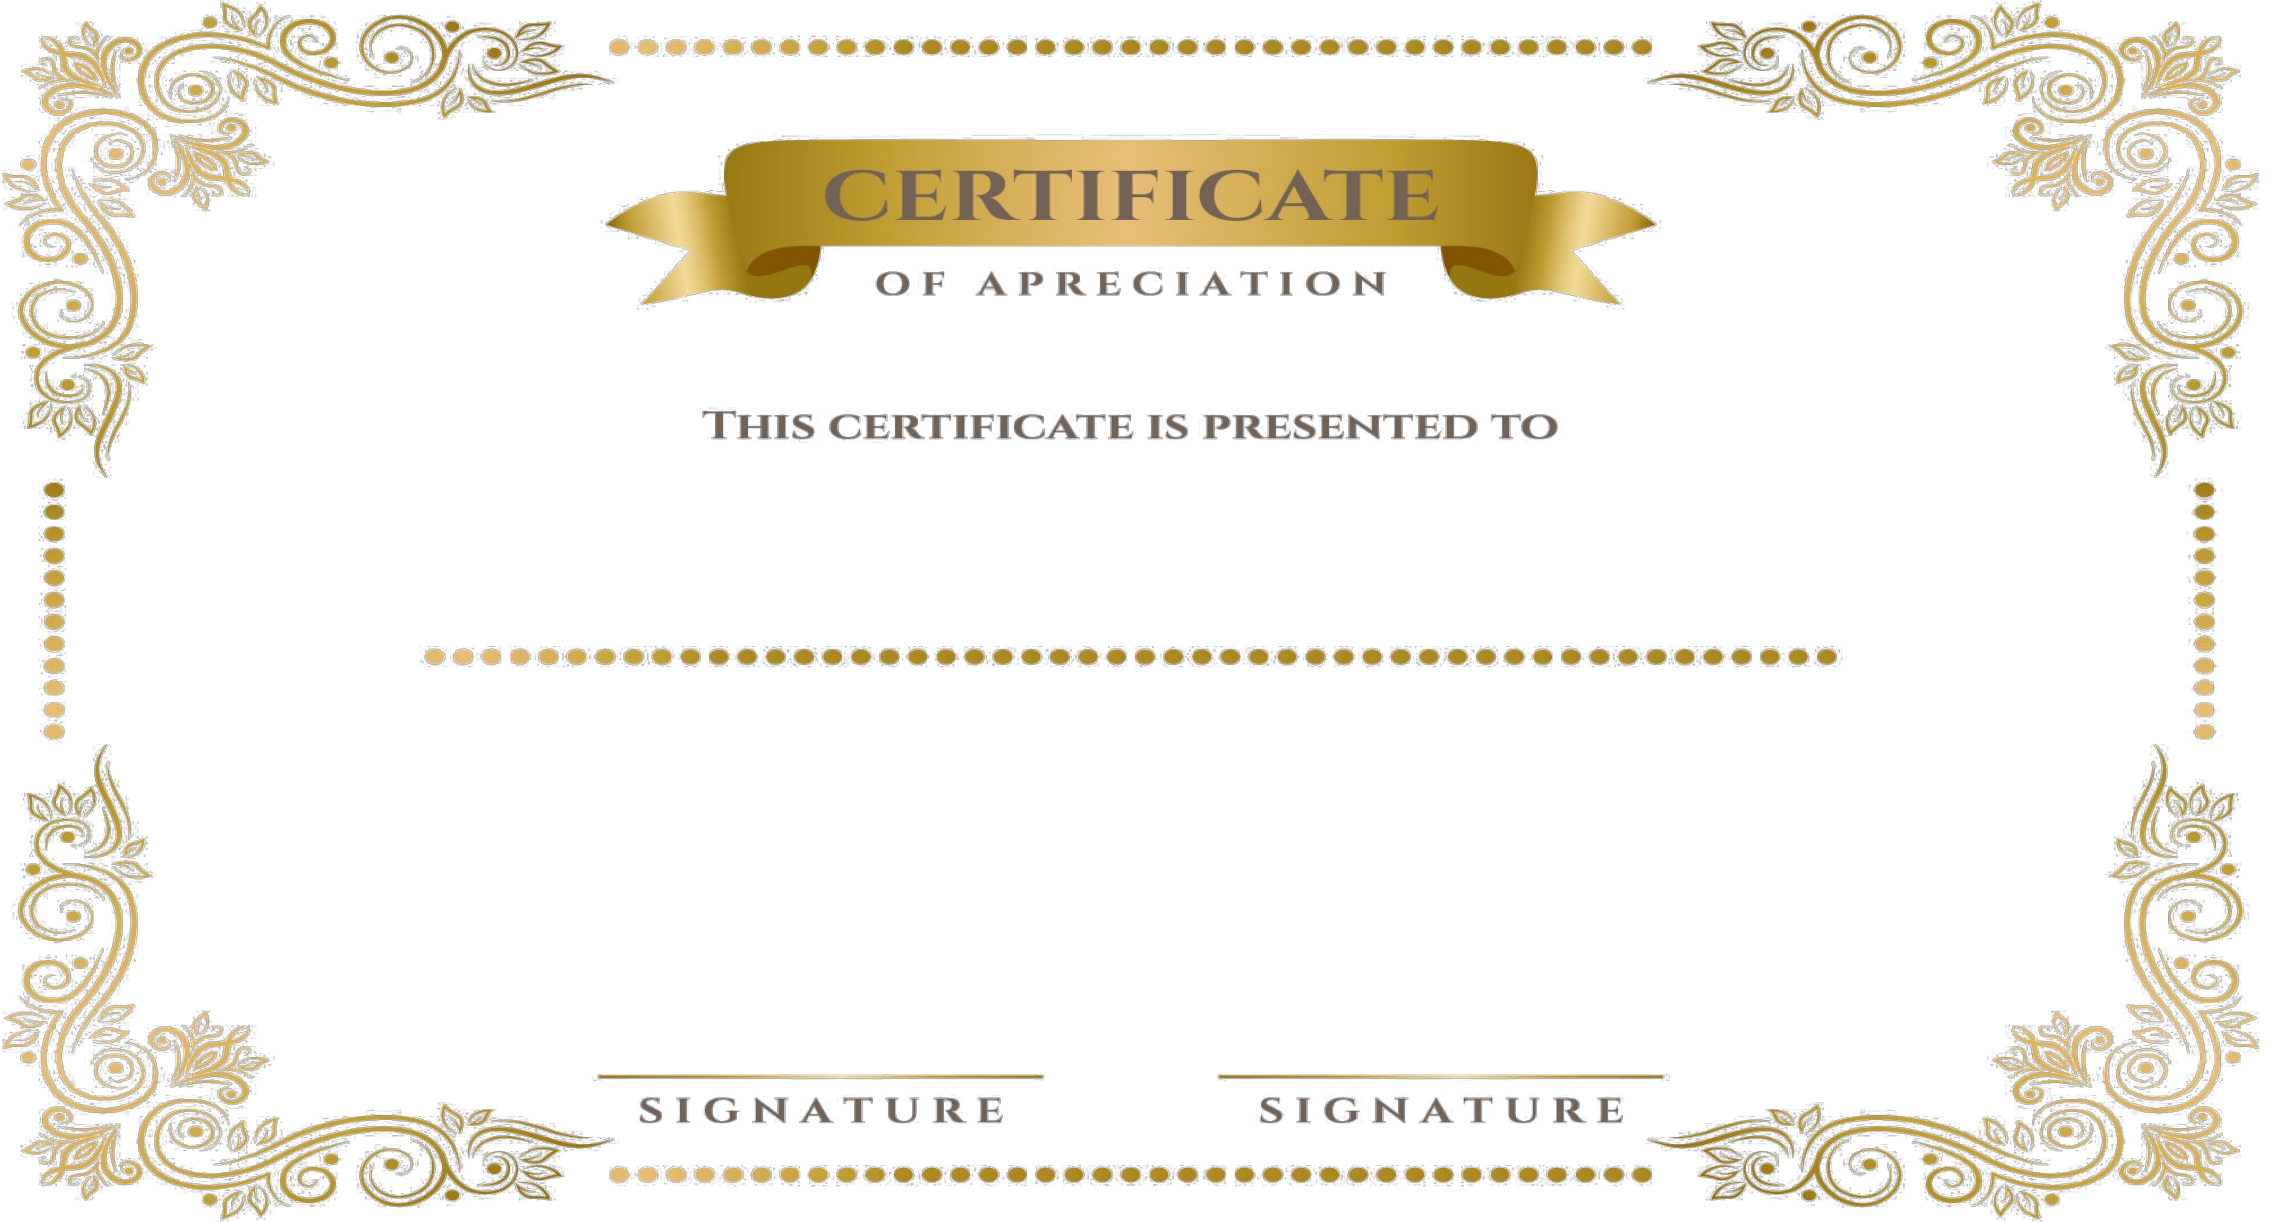 CERTIFICATE
OF APRECIATION
THIS CERTIFICATE IS PRESENTED TO
SIGNATURE SIGNATURE